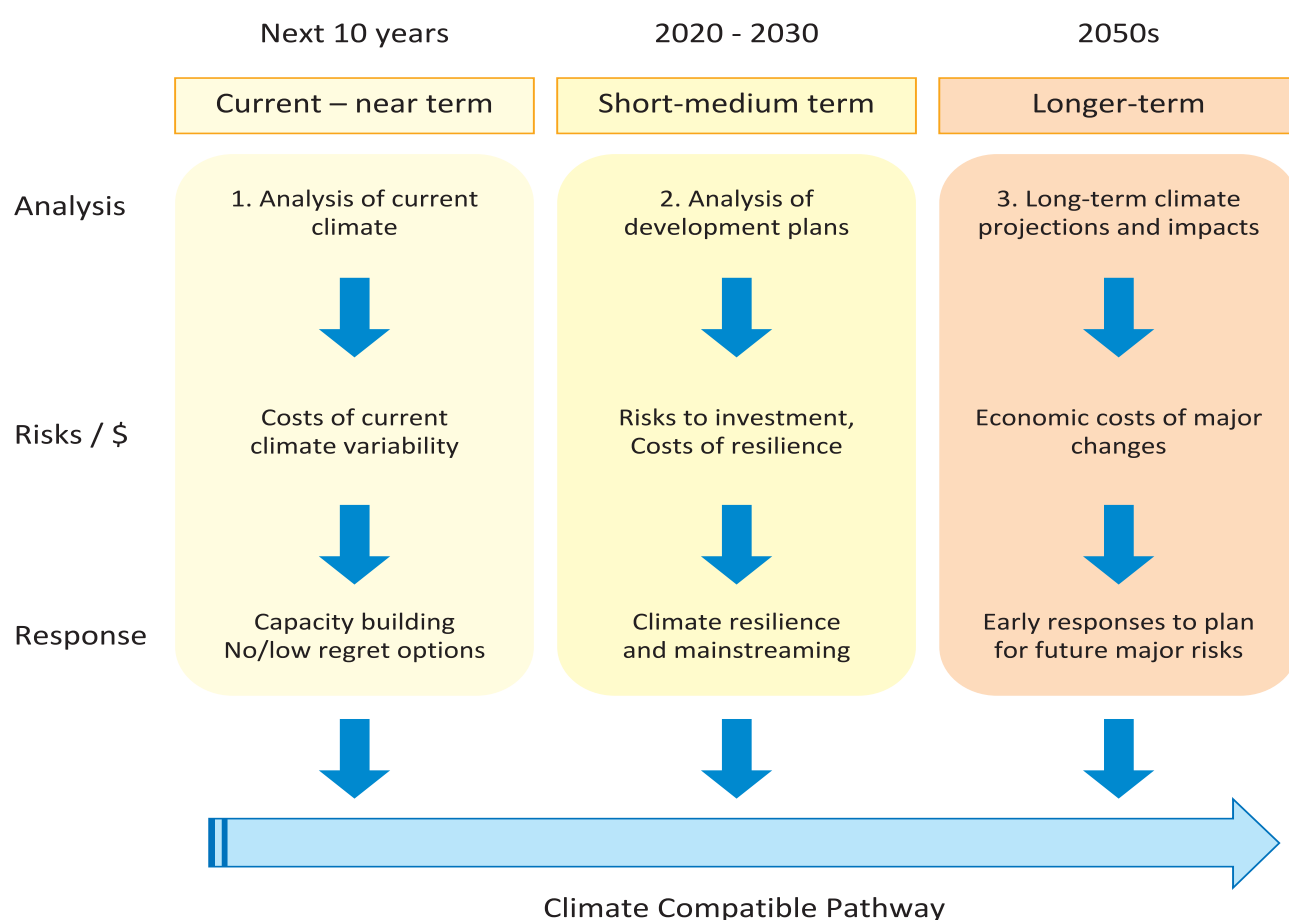 Next 10 years
2020 - 2030
2050s
Current – near term
Short-medium term
Longer-term
Analysis
1. Analysis of current
climate
2. Analysis of
development plans
3. Long-term climate
projections and impacts
Risks / $
Costs of current
climate variability
Risks to investment,
Costs of resilience
Economic costs of major
changes
Response
Capacity building
No/low regret options
Climate resilience
and mainstreaming
Early responses to plan
for future major risks
Climate Compatible Pathway